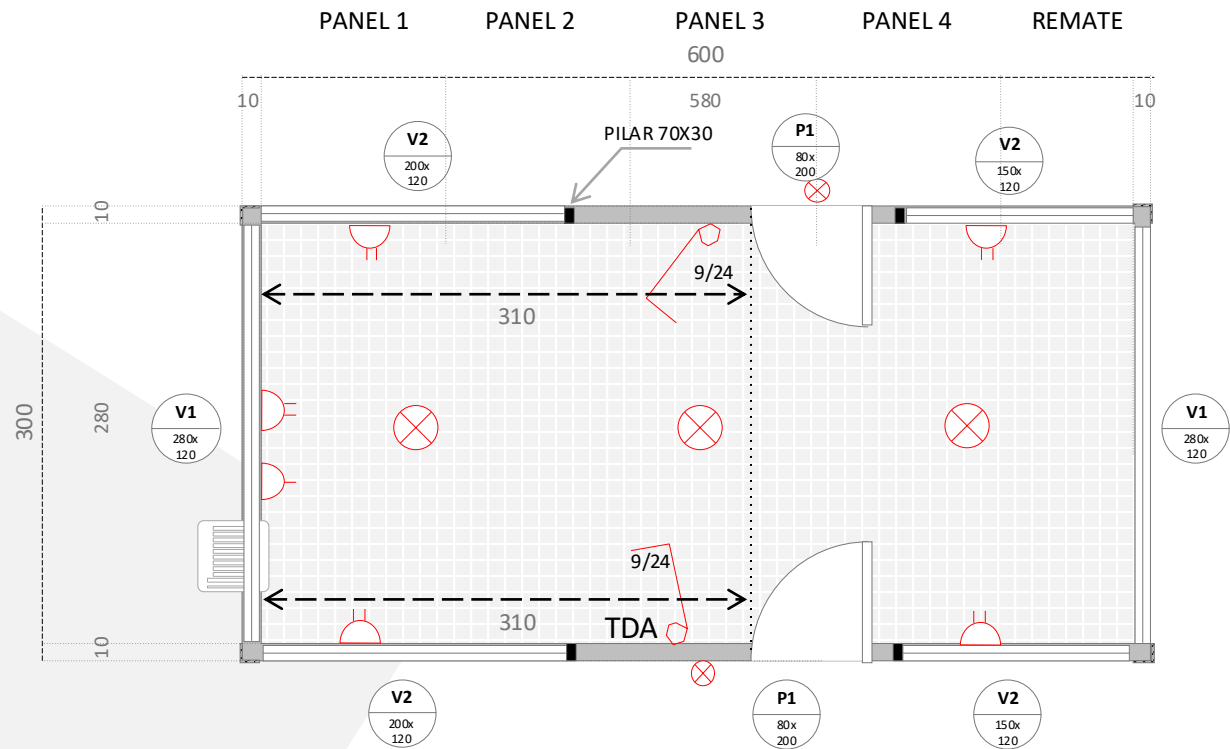 PANEL 1 PANEL 2 PANEL 3 PANEL 4 REMATE
600
10 580 10
V2
200x
120
PILAR 70X30
P1
80x
200
V2
150x
120
10
9/24
310
300
280
V1
280x
120
V1
280x
120
9/24
310
TDA
10
V2
200x
120
P1
80x
200
V2
150x
120